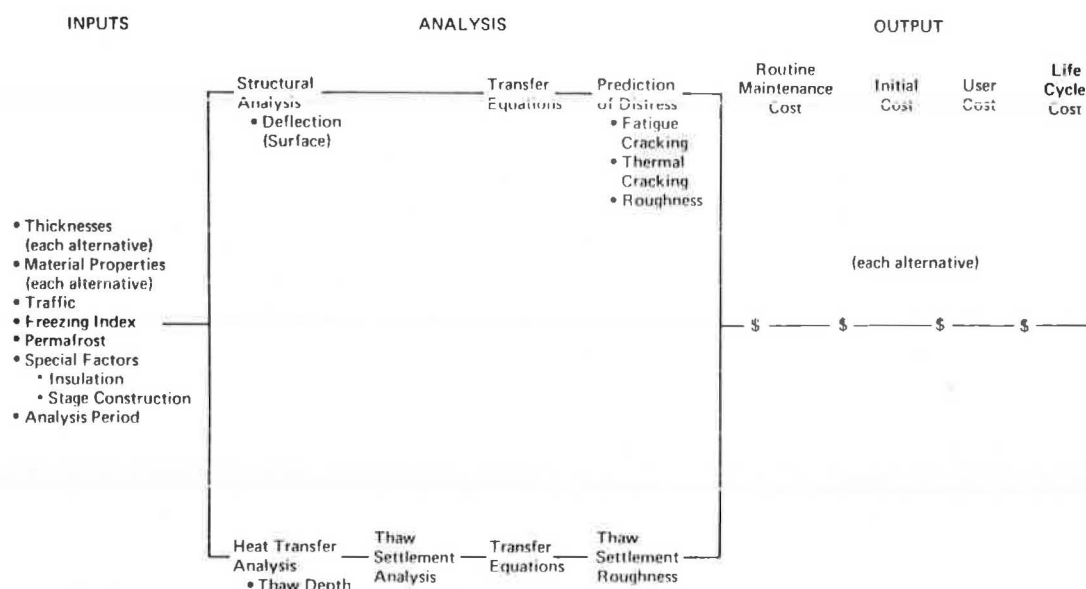 INPUTS
ANALYSIS
OUTPUT
Structural
Analysis
• Deflection
(Surface)
Transfer
Equations
Prediction
of Distress
• Fatigue
Cracking
• Thermal
Cracking
• Roughness
Routine
Maintenance
Cost
Initial
Cost
User
Cost
Life
Cycle
Cost
• Thicknesses
(each alternative)
• Material Properties
(each alternative)
• Traffic
• Freezing Index
• Permafrost
• Special Factors
• Insulation
• Stage Construction
• Analysis Period
(each alternative)
$ $ $ $
Heat Transfer
Analysis
• Thaw Depth
Thaw
Settlement
Analysis
Transfer
Equations
Thaw
Settlement
Roughness